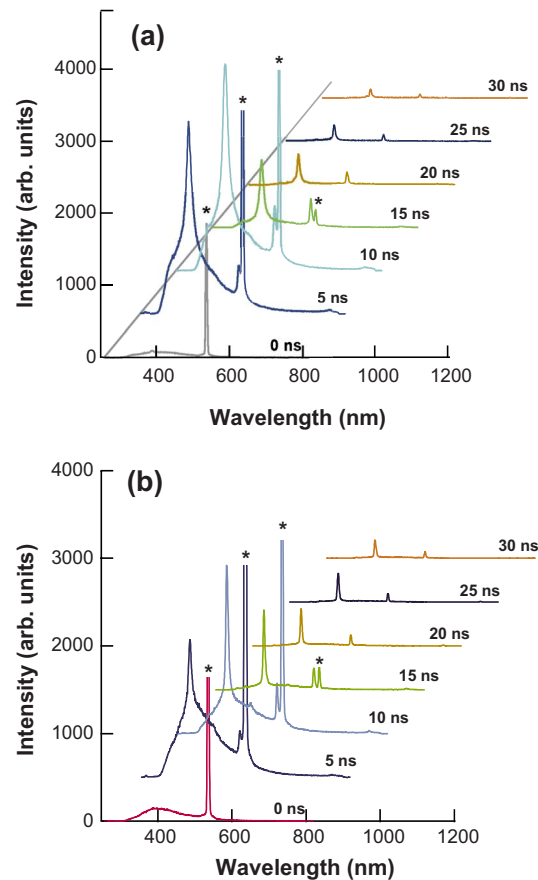 (a)
4000
3000
2000
1000
0
Intensity (arb. units)
*
*
*
*
30 ns
25 ns
20 ns
15 ns
10 ns
5 ns
0 ns
400
600
800
1000
1200
Wavelength (nm)
(b)
4000
3000
2000
1000
0
Intensity (arb. units)
*
*
*
*
30 ns
25 ns
20 ns
15 ns
10 ns
5 ns
0 ns
400
600
800
1000
1200
Wavelength (nm)